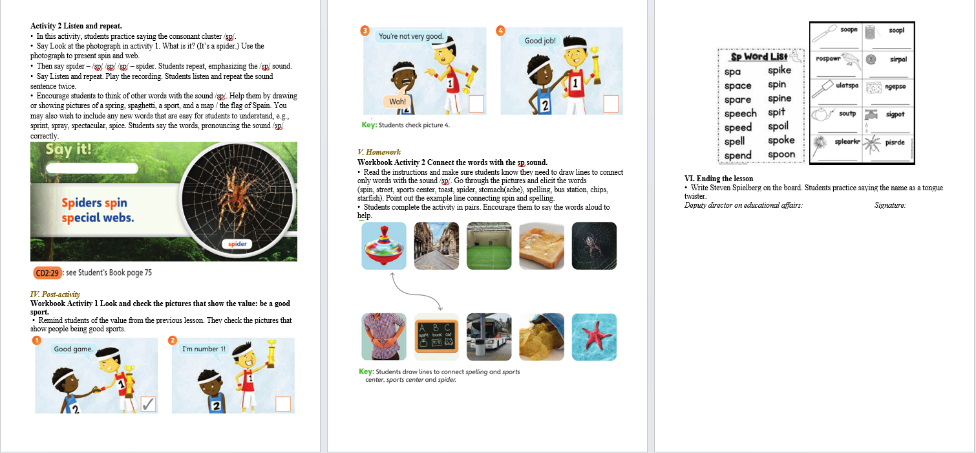 Activity 2 Listen and repeat.
• In this activity, students practice saying the consonant cluster /sp/.
• Say Look at the photograph in activity 1. What is it? (It's a spider.) Use the
photograph to present spin and web.
• Then say spider – /sp/ /sp/ /sp/ – spider. Students repeat, emphasizing the /sp/ sound.
• Say Listen and repeat. Play the recording. Students listen and repeat the sound
sentence twice.
• Encourage students to think of other words with the sound /sp/. Help them by drawing
or showing pictures of a spring, spaghetti, a sport, and a map / the flag of Spain. You
may also wish to include any new words that are easy for students to understand, e.g.,
sprint, spray, spectacular, spice. Students say the words, pronouncing the sound /sp/
correctly.
Say it!
Spiders spin
special webs.
spider
CD2:29 : see Student's Book page 75
IV. Post-activity
Workbook Activity 1 Look and check the pictures that show the value: be a good
sport.
• Remind students of the value from the previous lesson. They check the pictures that
show people being good sports.
1
Good game.
1
2
2
I'm number 1!
1
2
3
You're not very good.
1
2
Wah!
4
Good job!
1
2
Key: Students check picture 4.
V. Homework
Workbook Activity 2 Connect the words with the sp sound.
• Read the instructions and make sure students know they need to draw lines to connect
only words with the sound /sp/. Go through the pictures and elicit the words
(spin, street, sports center, toast, spider, stomach(ache), spelling, bus station, chips,
starfish). Point out the example line connecting spin and spelling.
• Students complete the activity in pairs. Encourage them to say the words aloud to
help.
A B C
Key: Students draw lines to connect spelling and sports
center, sports center and spider.
Sp Word List
spa spike
space spin
spare spine
speech spit
speed spoil
spell spoke
spend spoon
soopn
soopl
rospawr
sirpal
ulatspa
ngepse
soutp
sigpot
splearkr
pisrde
VI. Ending the lesson
• Write Steven Spielberg on the board. Students practice saying the name as a tongue
twister.
Deputy director on educational affairs: Signature: